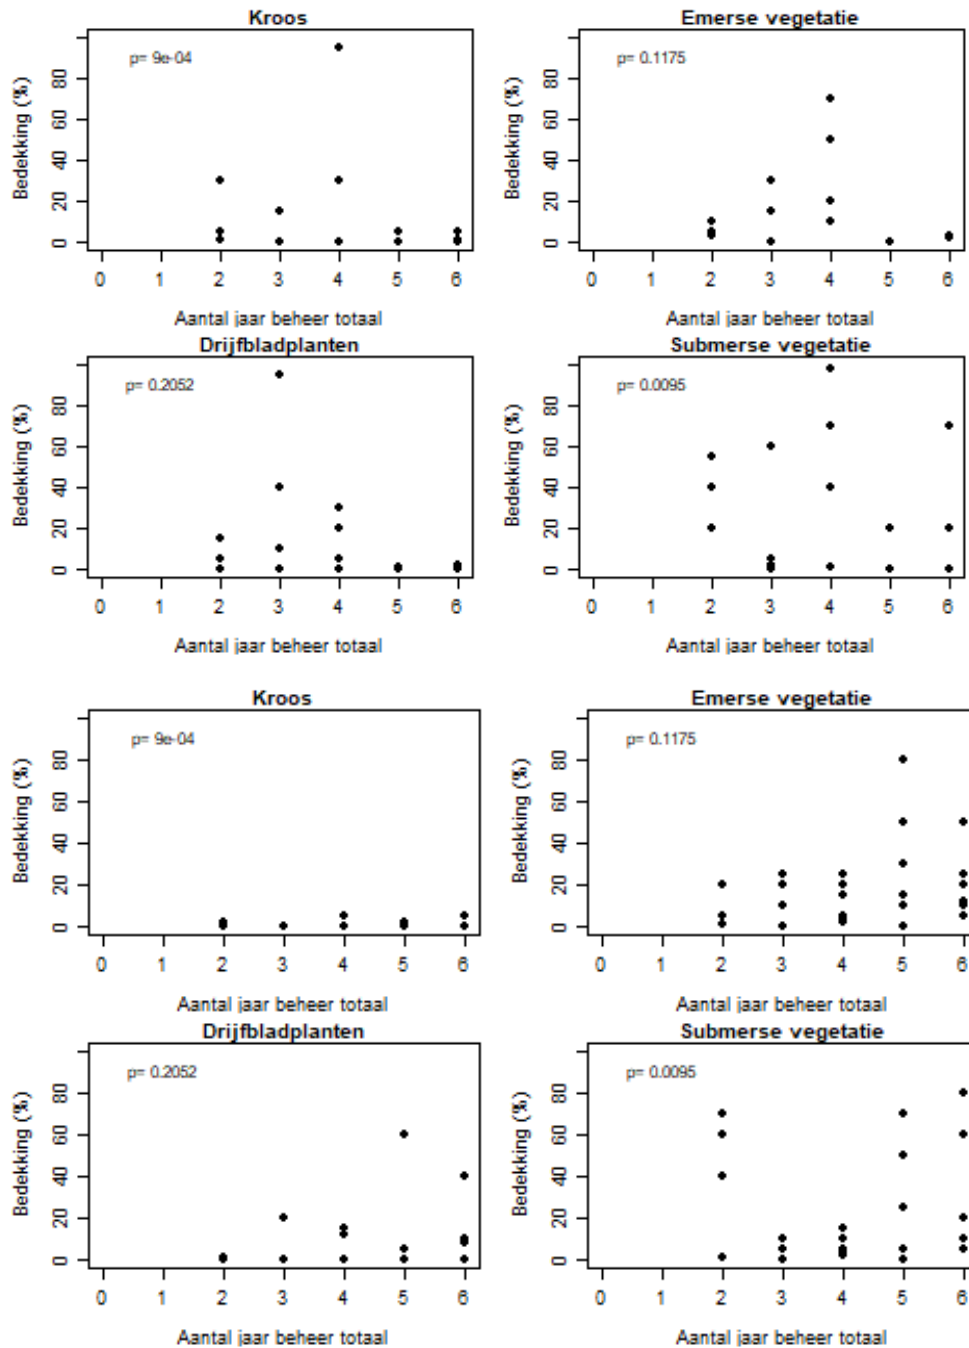 Kroos
p= 9e-04
Bedekking (%)
0 20 40 60 80
0 1 2 3 4 5 6
Aantal jaar beheer totaal
Emerse vegetatie
p= 0.1175
Bedekking (%)
0 20 40 60 80
0 1 2 3 4 5 6
Aantal jaar beheer totaal
Drijfbladplanten
p= 0.2052
Bedekking (%)
0 20 40 60 80
0 1 2 3 4 5 6
Aantal jaar beheer totaal
Submerse vegetatie
p= 0.0095
Bedekking (%)
0 20 40 60 80
0 1 2 3 4 5 6
Aantal jaar beheer totaal
Kroos
p= 9e-04
Bedekking (%)
0 20 40 60 80
0 1 2 3 4 5 6
Aantal jaar beheer totaal
Emerse vegetatie
p= 0.1175
Bedekking (%)
0 20 40 60 80
0 1 2 3 4 5 6
Aantal jaar beheer totaal
Drijfbladplanten
p= 0.2052
Bedekking (%)
0 20 40 60 80
0 1 2 3 4 5 6
Aantal jaar beheer totaal
Submerse vegetatie
p= 0.0095
Bedekking (%)
0 20 40 60 80
0 1 2 3 4 5 6
Aantal jaar beheer totaal